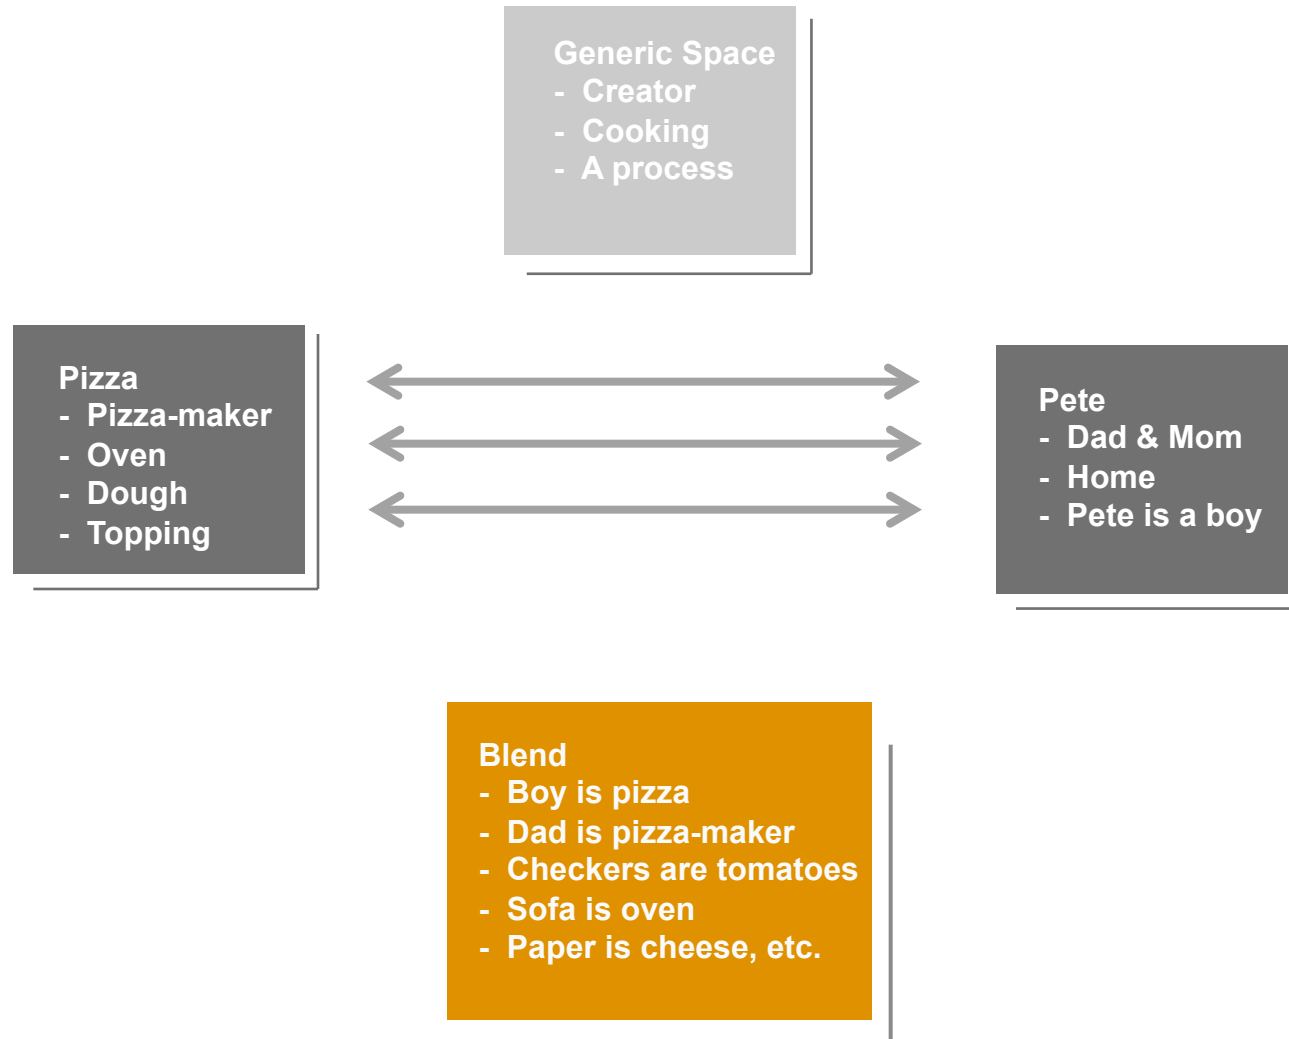 Generic Space
- Creator
- Cooking
- A process
Pizza
- Pizza-maker
- Oven
- Dough
- Topping
Pete
- Dad & Mom
- Home
- Pete is a boy
Blend
- Boy is pizza
- Dad is pizza-maker
- Checkers are tomatoes
- Sofa is oven
- Paper is cheese, etc.